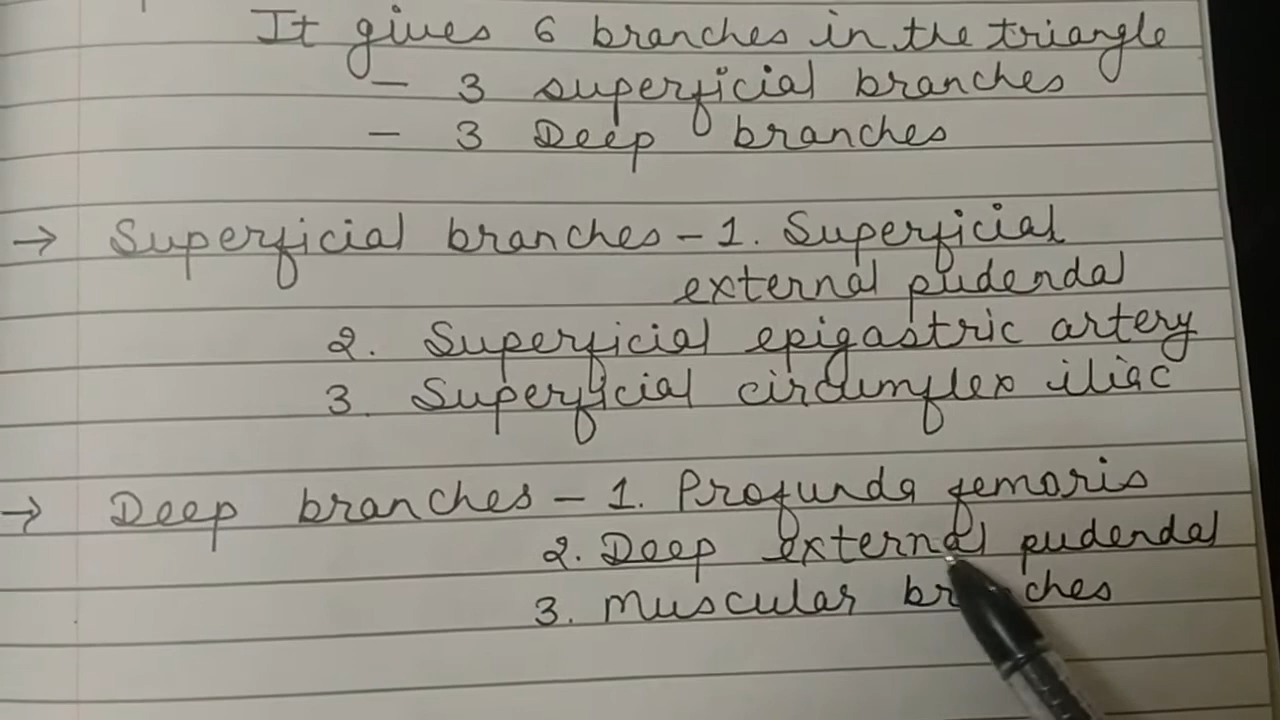 It gives 6 branches in the triangle
- 3 superficial branches
- 3 Deep branches
→ Superficial branches - 1. Superficial
external pudendal
2. Superficial epigastric artery
3. Superficial circumflex iliac
→ Deep branches - 1. Profunda femoris
2. Deep external pudendal
3. Muscular branches